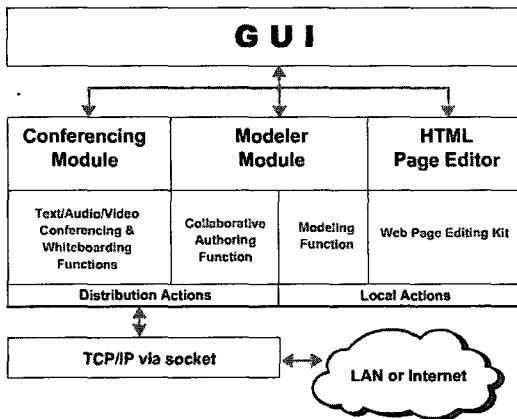 GUI
Conferencing
Module
Modeler
Module
HTML
Page Editor
Text/Audio/Video
Conferencing &
Whiteboarding
Functions
Collaborative
Authoring
Function
Modeling
Function
Web Page Editing Kit
Distribution Actions
Local Actions
TCP/IP via socket
LAN or Internet